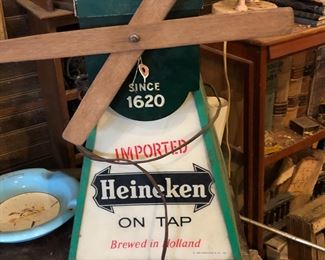 SINCE
1620
IMPORTED
Heineken
ON TAP
Brewed in Holland